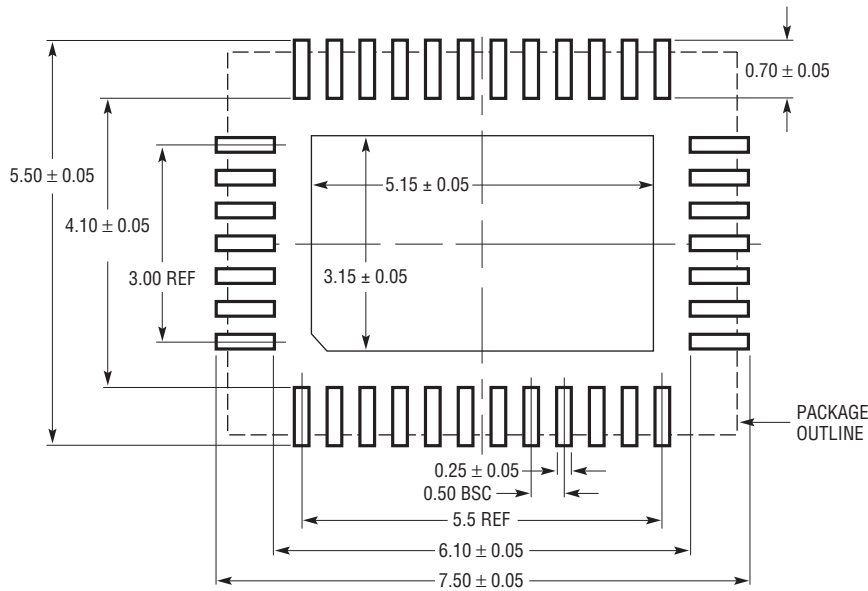 0.70 ± 0.05
5.50 ± 0.05
5.15 ± 0.05
4.10 ± 0.05
3.00 REF
3.15 ± 0.05
PACKAGE
OUTLINE
0.25 ± 0.05
0.50 BSC
5.5 REF
6.10 ± 0.05
7.50 ± 0.05